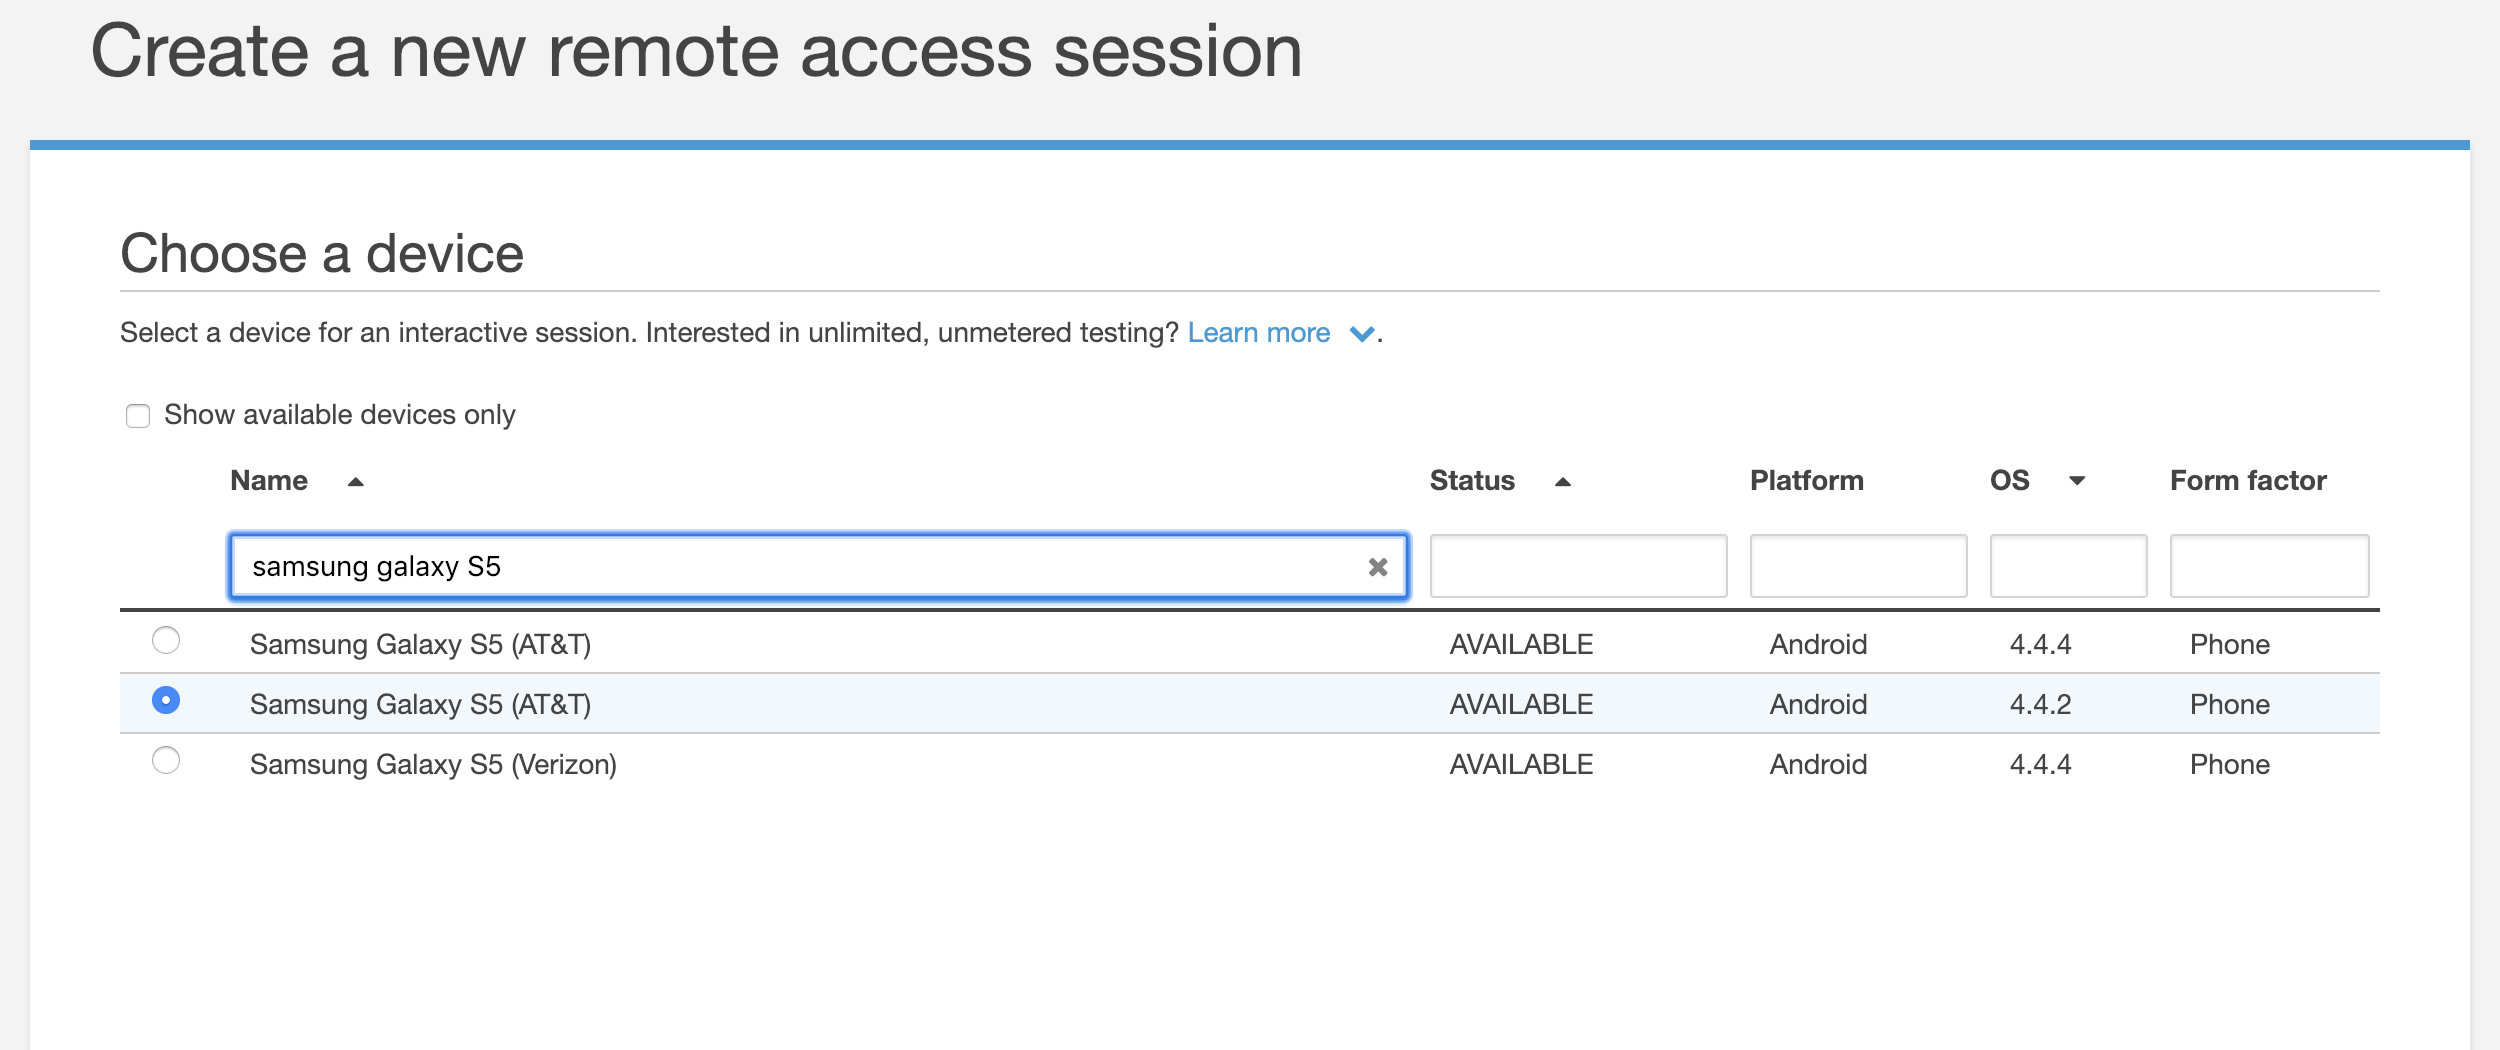 Create a new remote access session
Choose a device
Select a device for an interactive session. Interested in unlimited, unmetered testing? Learn more .
Show available devices only
Name Status Platform OS Form factor
samsung galaxy S5
Samsung Galaxy S5 (AT&T) AVAILABLE Android 4.4.4 Phone
Samsung Galaxy S5 (AT&T) AVAILABLE Android 4.4.2 Phone
Samsung Galaxy S5 (Verizon) AVAILABLE Android 4.4.4 Phone